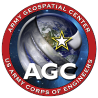 ARMY GEOSPATIAL CENTER
AGC
US ARMY CORPS OF ENGINEERS